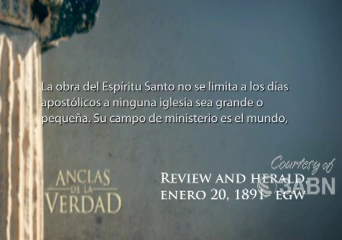 La obra del Espíritu Santo no se limita a los días
apostólicos a ninguna iglesia sea grande o
pequeña. Su campo de ministerio es el mundo,
Courtesy of
3ABN
ANCLAS
DE LA
VERDAD
REVIEW AND HERALD,
ENERO 20, 1891- EGW